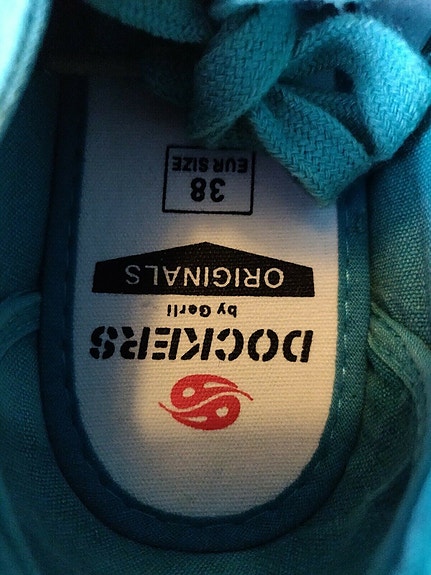 DOCKERS
by Gerli
ORIGINALS
38
EUR SIZE